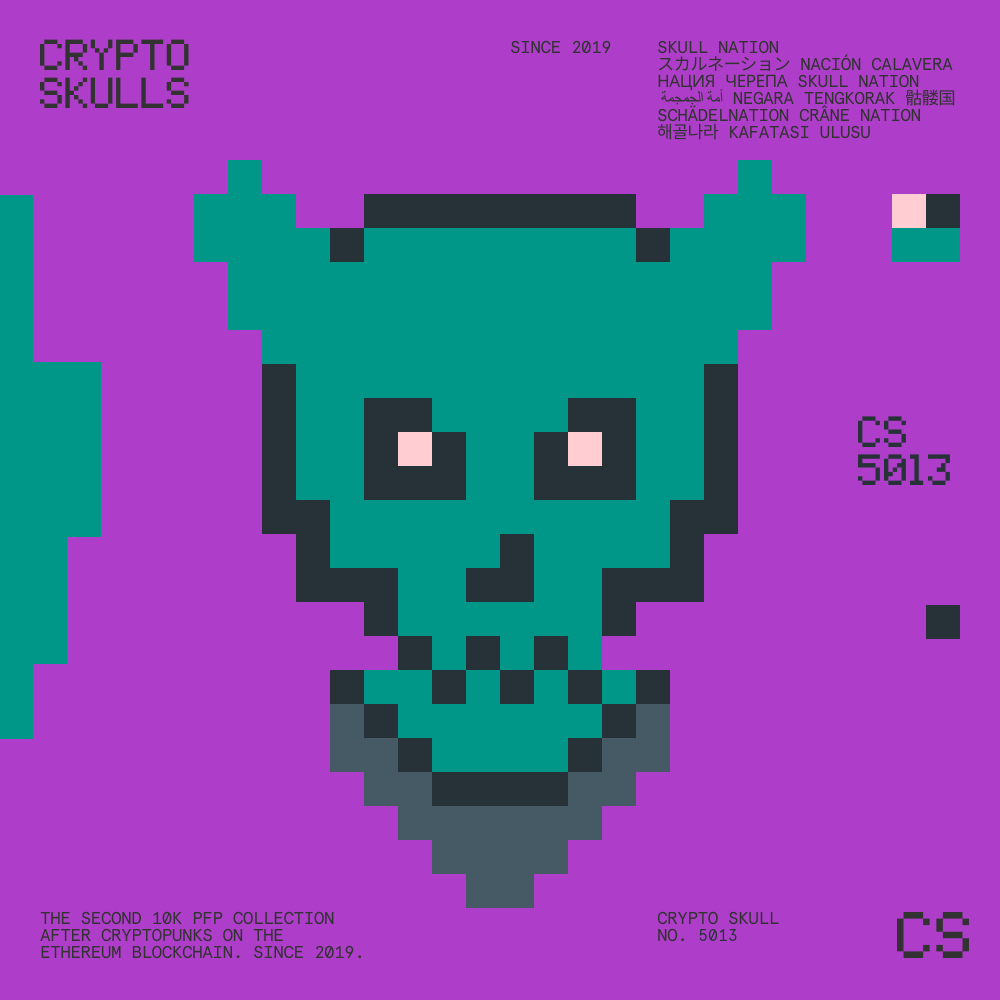 CRYPTO
SKULLS
SINCE 2019
SKULL NATION
スカルネーション NACIÓN CALAVERA
НАЦИЯ ЧЕРЕПА SKULL NATION
أمة الجمجمة NEGARA TENGKORAK 骷髅国
SCHÄDELNATION CRÂNE NATION
해골나라 KAFATASI ULUSU
CS
5013
THE SECOND 10K PFP COLLECTION
AFTER CRYPTOPUNKS ON THE
ETHEREUM BLOCKCHAIN. SINCE 2019.
CRYPTO SKULL
NO. 5013
CS